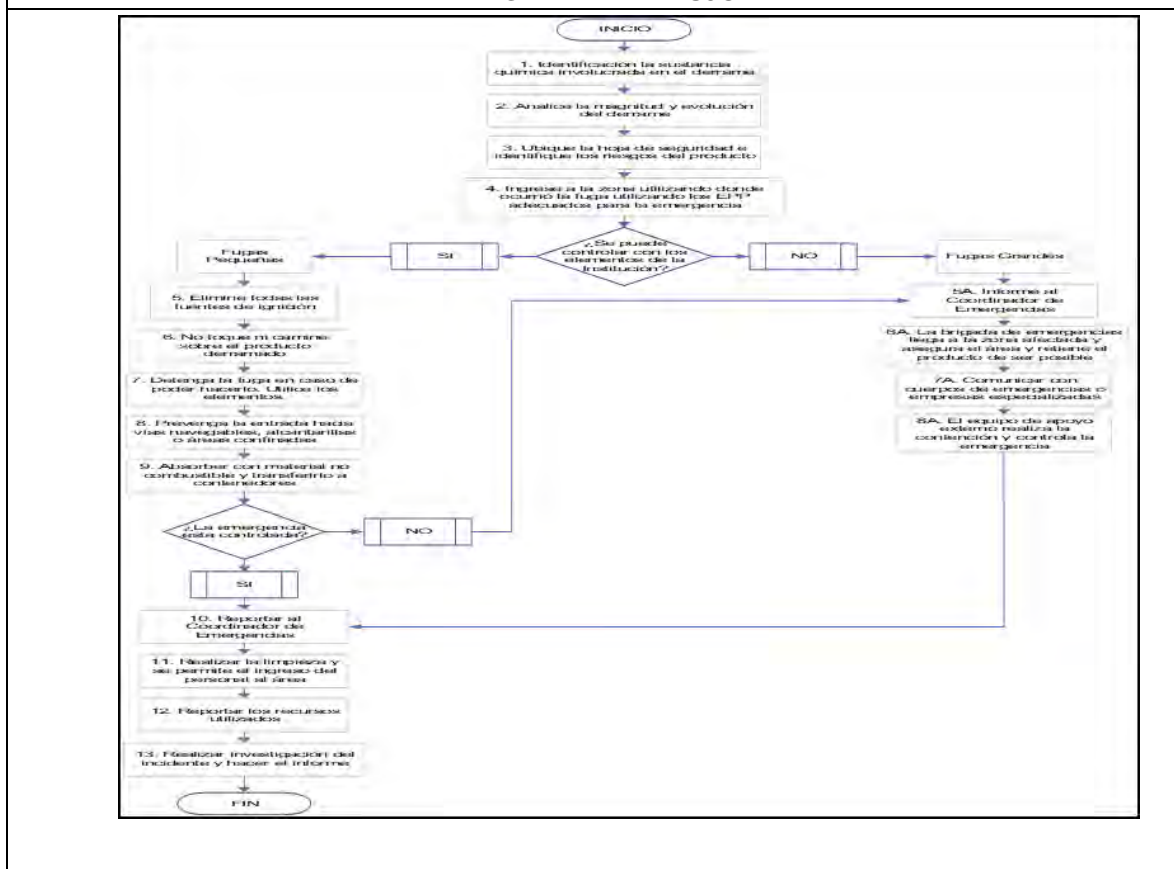 INICIO
1. Identificación la sustancia
química involucrada en el derrame
2. Analice la magnitud y evolución
del derrame
3. Ubique la hoja de seguridad e
identifique los riesgos del producto
4. Ingrese a la zona utilizando donde
ocurrió la fuga utilizando los EPP
adecuados para la emergencia
¿Se puede
controlar con los
elementos de la
Institución?
SI
NO
Fugas
Pequeñas
Fugas Grandes
5. Elimine todas las
fuentes de ignición
6. No toque ni camine
sobre el producto
derramado
7. Detenga la fuga en caso de
poder hacerlo. Utilice los
elementos
8. Prevenga la entrada hacia
vías navegables, alcantarillas
o áreas confinadas
9. Absorber con material no
combustible y transferirlo a
contenedores
¿La emergencia
está controlada?
NO
SI
5A. Informe al
Coordinador de
Emergencias
6A. La brigada de emergencias
llega a la zona afectada y
asegura el área y retiene el
producto de ser posible
7A. Comunicar con
cuerpos de emergencias o
empresas especializadas
8A. El equipo de apoyo
externo realiza la
contención y controla la
emergencia
10. Reportar al
Coordinador de
Emergencias
11. Realizar la limpieza y
se permite el ingreso del
personal al área
12. Reportar los recursos
utilizados
13. Realizar investigación del
incidente y hacer el informe
FIN